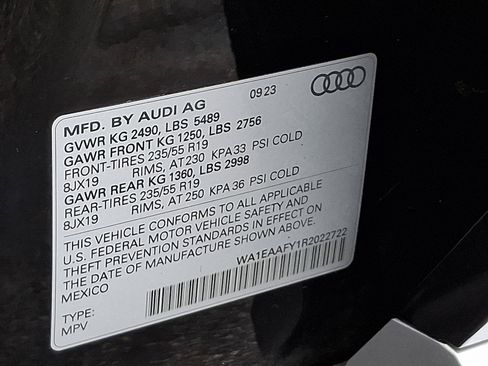 MFD. BY AUDI AG 09 23
GVWR KG 2490, LBS 5489
GAWR FRONT KG 1250, LBS 2756
FRONT-TIRES 235/55 R19
8JX19 RIMS, AT230 KPA33 PSI COLD
GAWR REAR KG 1360, LBS 2998
REAR-TIRES 235/55 R19
8JX19 RIMS, AT 250 KPA 36 PSI COLD
THIS VEHICLE CONFORMS TO ALL APPLICABLE
U.S. FEDERAL MOTOR VEHICLE SAFETY AND
THEFT PREVENTION STANDARDS IN EFFECT ON
THE DATE OF MANUFACTURE SHOWN ABOVE.
MEXICO
WA1EAAFY1R2022722
TYPE:
MPV